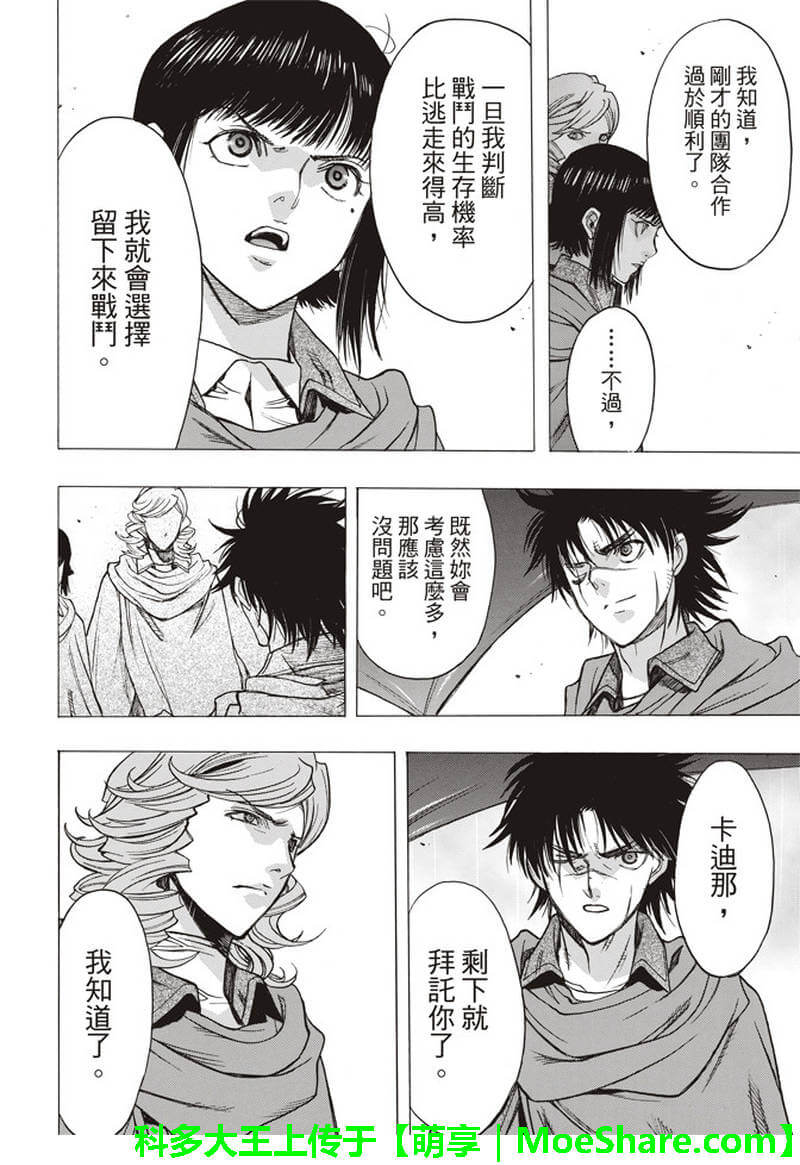 我知道，
剛才的團隊合作
過於順利了。
……不過，
一旦我判斷
戰鬥的生存機率
比逃走來得高，
我就會選擇
留下來戰鬥。
既然妳會
考慮這麼多，
那應該
沒問題吧。
卡迪那，
剩下就
拜託你了。
我知道了。
科多大王上传于【萌享】MoeShare.com】